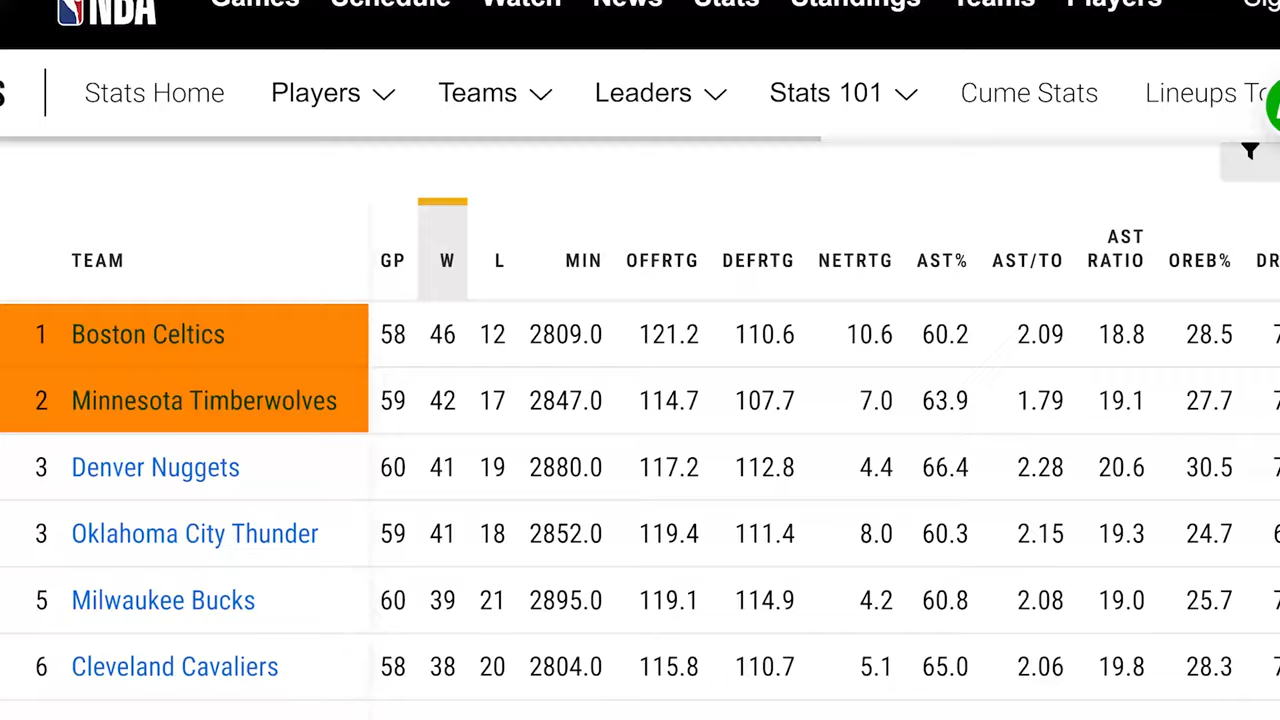 NBA Games Schedule Watch News Stats Standings Teams Players
Stats Home Players Teams Leaders Stats 101 Cume Stats Lineups
AST
TEAM GP W L MIN OFFRTG DEFRTG NETRTG AST% AST/TO RATIO OREB%
1 Boston Celtics 58 46 12 2809.0 121.2 110.6 10.6 60.2 2.09 18.8 28.5
2 Minnesota Timberwolves 59 42 17 2847.0 114.7 107.7 7.0 63.9 1.79 19.1 27.7
3 Denver Nuggets 60 41 19 2880.0 117.2 112.8 4.4 66.4 2.28 20.6 30.5
3 Oklahoma City Thunder 59 41 18 2852.0 119.4 111.4 8.0 60.3 2.15 19.3 24.7
5 Milwaukee Bucks 60 39 21 2895.0 119.1 114.9 4.2 60.8 2.08 19.0 25.7
6 Cleveland Cavaliers 58 38 20 2804.0 115.8 110.7 5.1 65.0 2.06 19.8 28.3